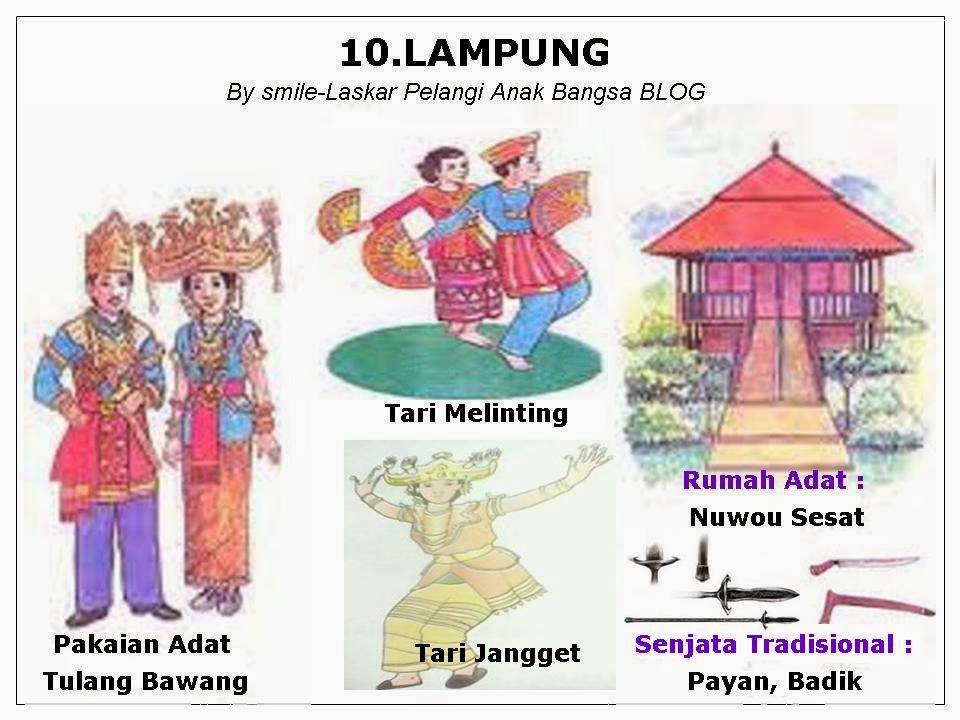 10.LAMPUNG
By smile-Laskar Pelangi Anak Bangsa BLOG
Tari Melinting
Rumah Adat :
Nuwou Sesat
Pakaian Adat
Tulang Bawang
Tari Jangget
Senjata Tradisional :
Payan, Badik